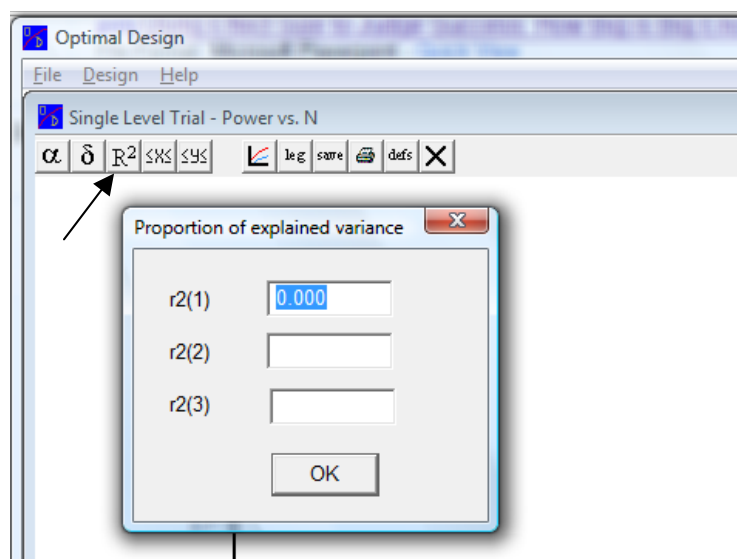 Optimal Design
File Design Help
Single Level Trial - Power vs. N
α δ R² ≤X≤ ≤Y≤ leg save defs X
Proportion of explained variance
r2(1) 0.000
r2(2)
r2(3)
OK